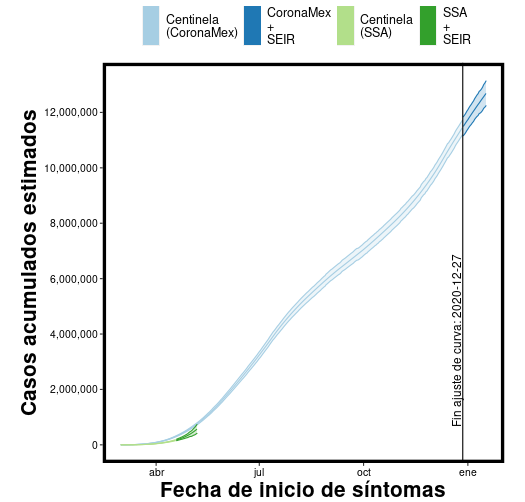 Centinela
(CoronaMex)
CoronaMex
+
SEIR
Centinela
(SSA)
SSA
+
SEIR
Casos acumulados estimados
12,000,000
10,000,000
8,000,000
6,000,000
4,000,000
2,000,000
0
Fin ajuste de curva: 2020-12-27
abr
jul
oct
ene
Fecha de inicio de síntomas